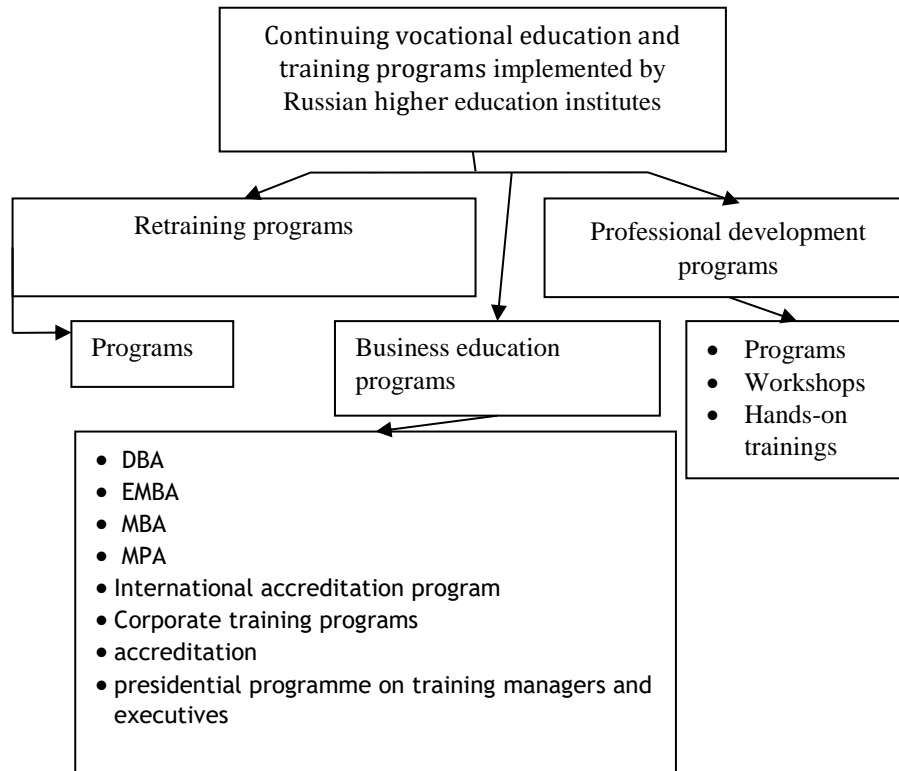 Continuing vocational education and
training programs implemented by
Russian higher education institutes
Retraining programs
Professional development
programs
Programs
Business education
programs
• Programs
• Workshops
• Hands-on
trainings
• DBA
• EMBA
• MBA
• MPA
• International accreditation program
• Corporate training programs
• accreditation
• presidential programme on training managers and
executives